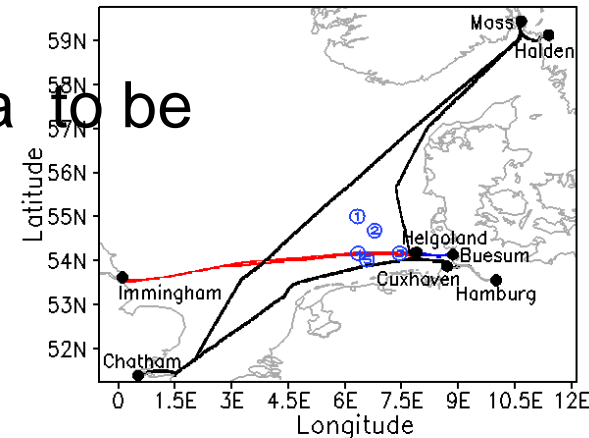 59N
Moss
Halden
58N
a to be
57N
56N
Latitude
55N
1
2
Helgoland
54N
Buesum
Cuxhaven
Immingham
Hamburg
53N
52N
Chatham
0 1.5E 3E 4.5E 6E 7.5E 9E 10.5E 12E
Longitude